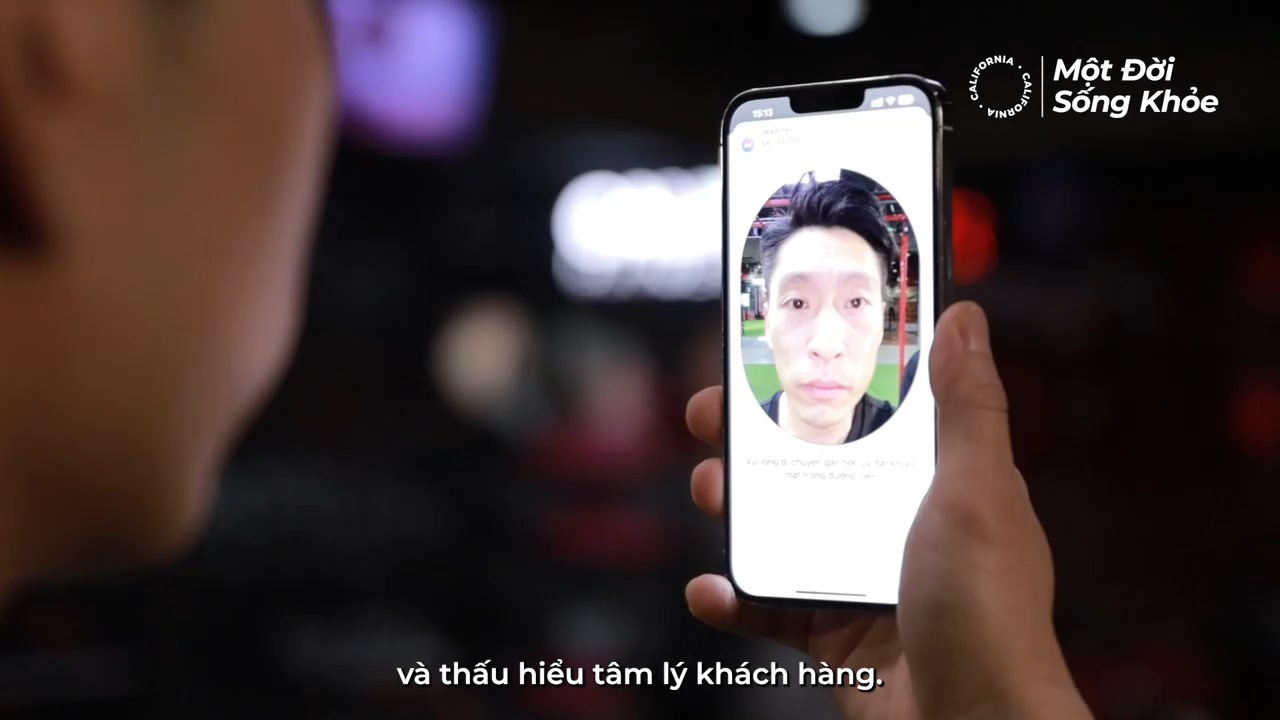 CALIFORNIA · CALIFORNIA ·
Một Đời
Sống Khỏe
15:13
và thấu hiểu tâm lý khách hàng.